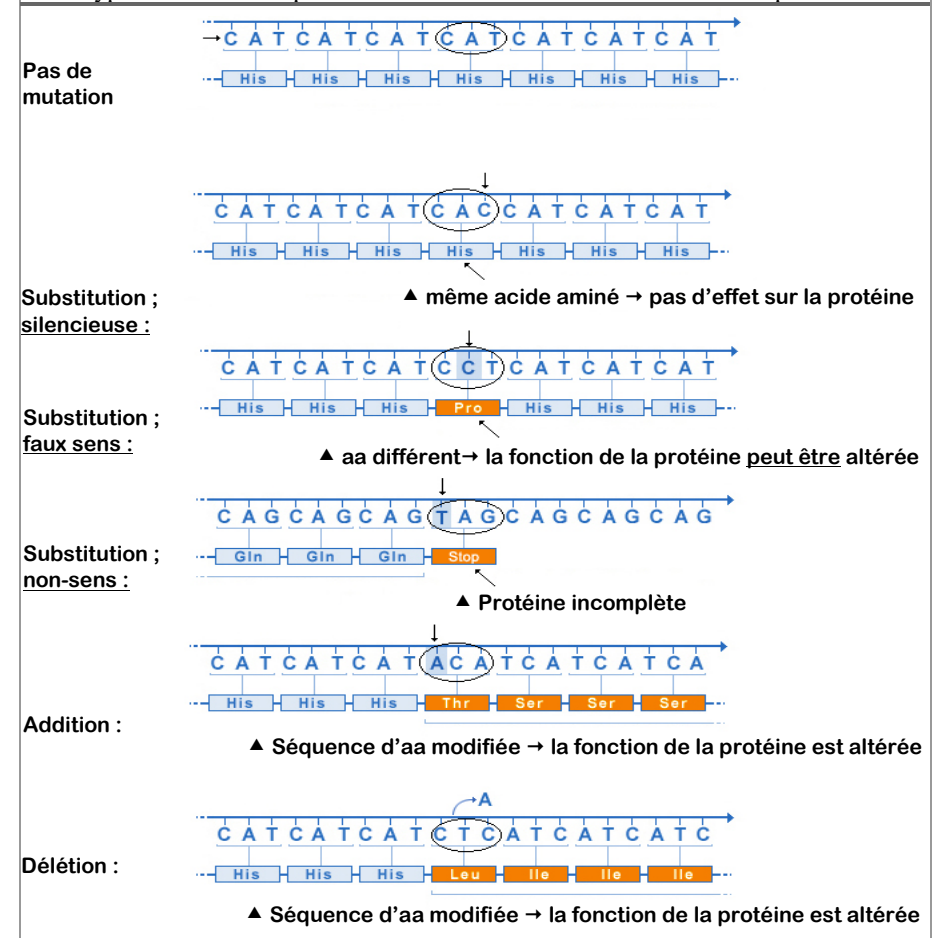 → C A T C A T C A T C A T C A T C A T C A T
Pas de
mutation
His His His His His His His
C A T C A T C A T C A C C A T C A T C A T
His His His His His His His
Substitution ;
silencieuse :
▲ même acide aminé → pas d'effet sur la protéine
C A T C A T C A T C C T C A T C A T C A T
His His His Pro His His His
Substitution ;
faux sens :
▲ aa différent→ la fonction de la protéine peut être altérée
C A G C A G C A G T A G C A G C A G C A G
Gln Gln Gln Stop
Substitution ;
non-sens :
▲ Protéine incomplète
C A T C A T C A T A C A T C A T C A T C A
His His His Thr Ser Ser Ser
Addition :
▲ Séquence d'aa modifiée → la fonction de la protéine est altérée
A
C A T C A T C A T C T C A T C A T C A T C
His His His Leu Ile Ile Ile
Délétion :
▲ Séquence d'aa modifiée → la fonction de la protéine est altérée